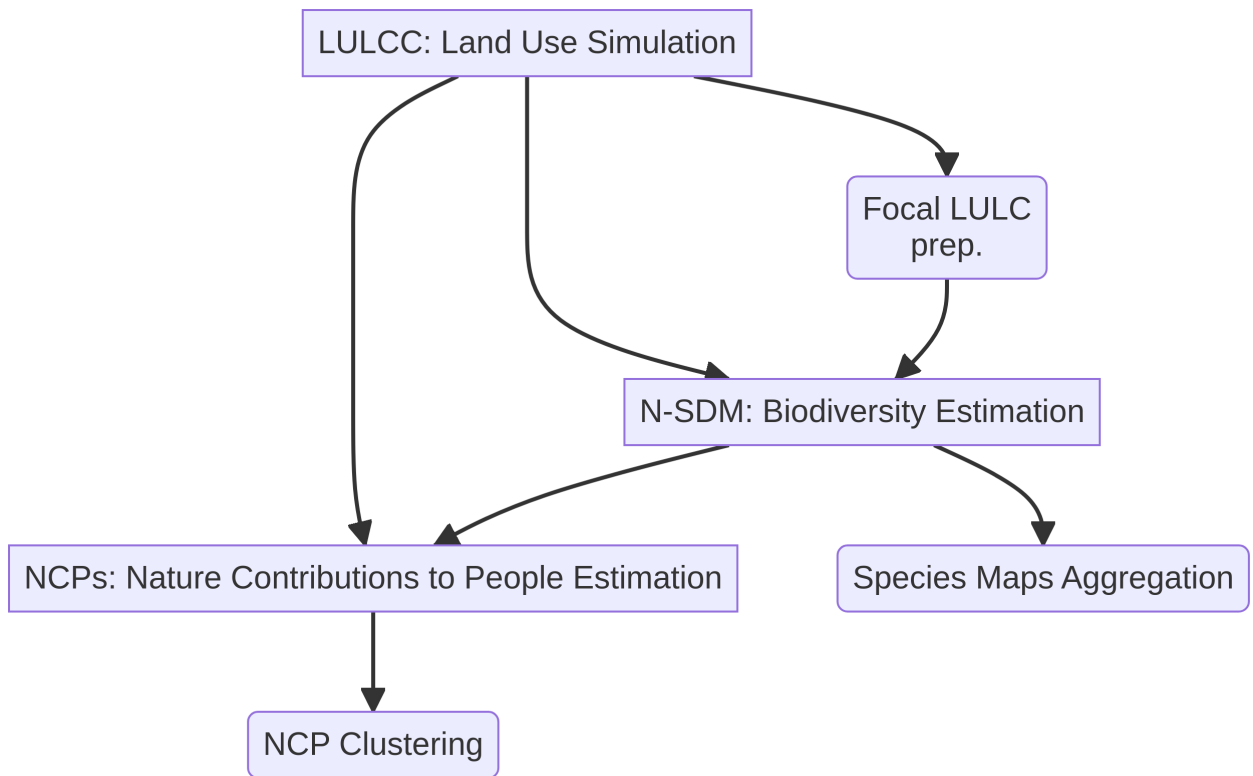 LULCC: Land Use Simulation
Focal LULC
prep.
N-SDM: Biodiversity Estimation
NCPs: Nature Contributions to People Estimation
Species Maps Aggregation
NCP Clustering